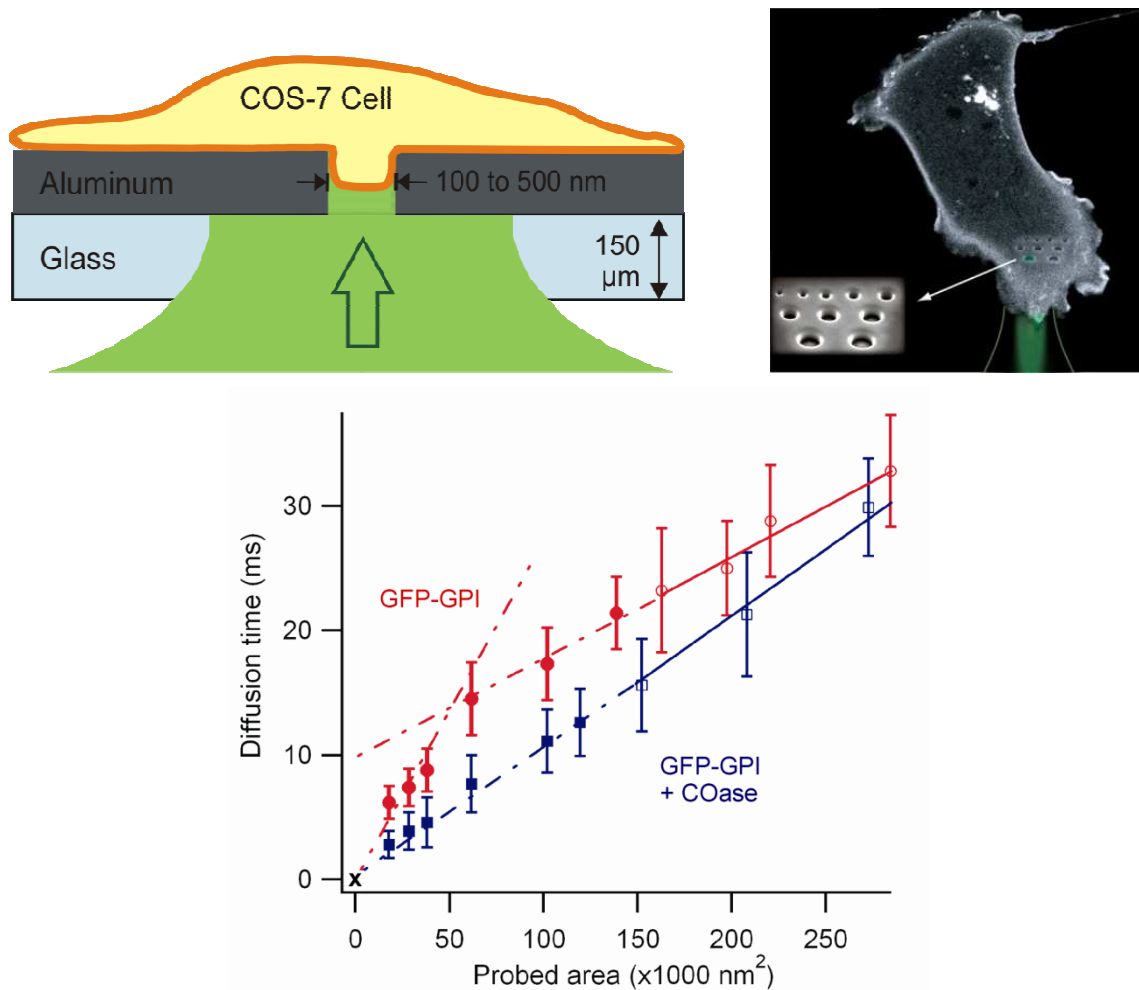 COS-7 Cell
Aluminum
100 to 500 nm
Glass
150
µm
Diffusion time (ms)
30
20
10
0
x
GFP-GPI
GFP-GPI
+ COase
0
50
100
150
200
250
Probed area (x1000 nm²)